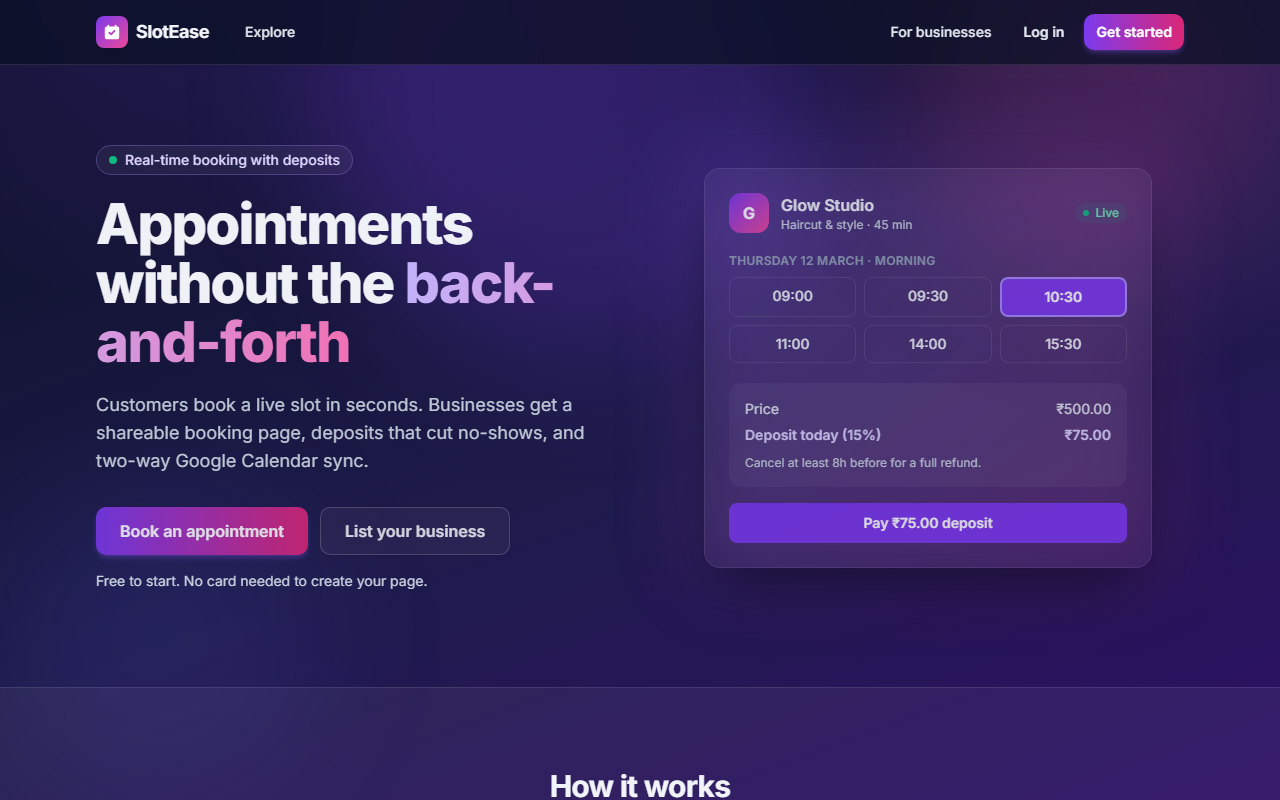 SlotEase
Explore
For businesses
Log in
Get started
Real-time booking with deposits
Appointments
without the back-
and-forth
Customers book a live slot in seconds. Businesses get a
shareable booking page, deposits that cut no-shows, and
two-way Google Calendar sync.
Book an appointment
List your business
Free to start. No card needed to create your page.
G
Glow Studio
Haircut & style · 45 min
Live
THURSDAY 12 MARCH · MORNING
09:00
09:30
10:30
11:00
14:00
15:30
Price
₹500.00
Deposit today (15%)
₹75.00
Cancel at least 8h before for a full refund.
Pay ₹75.00 deposit
How it works